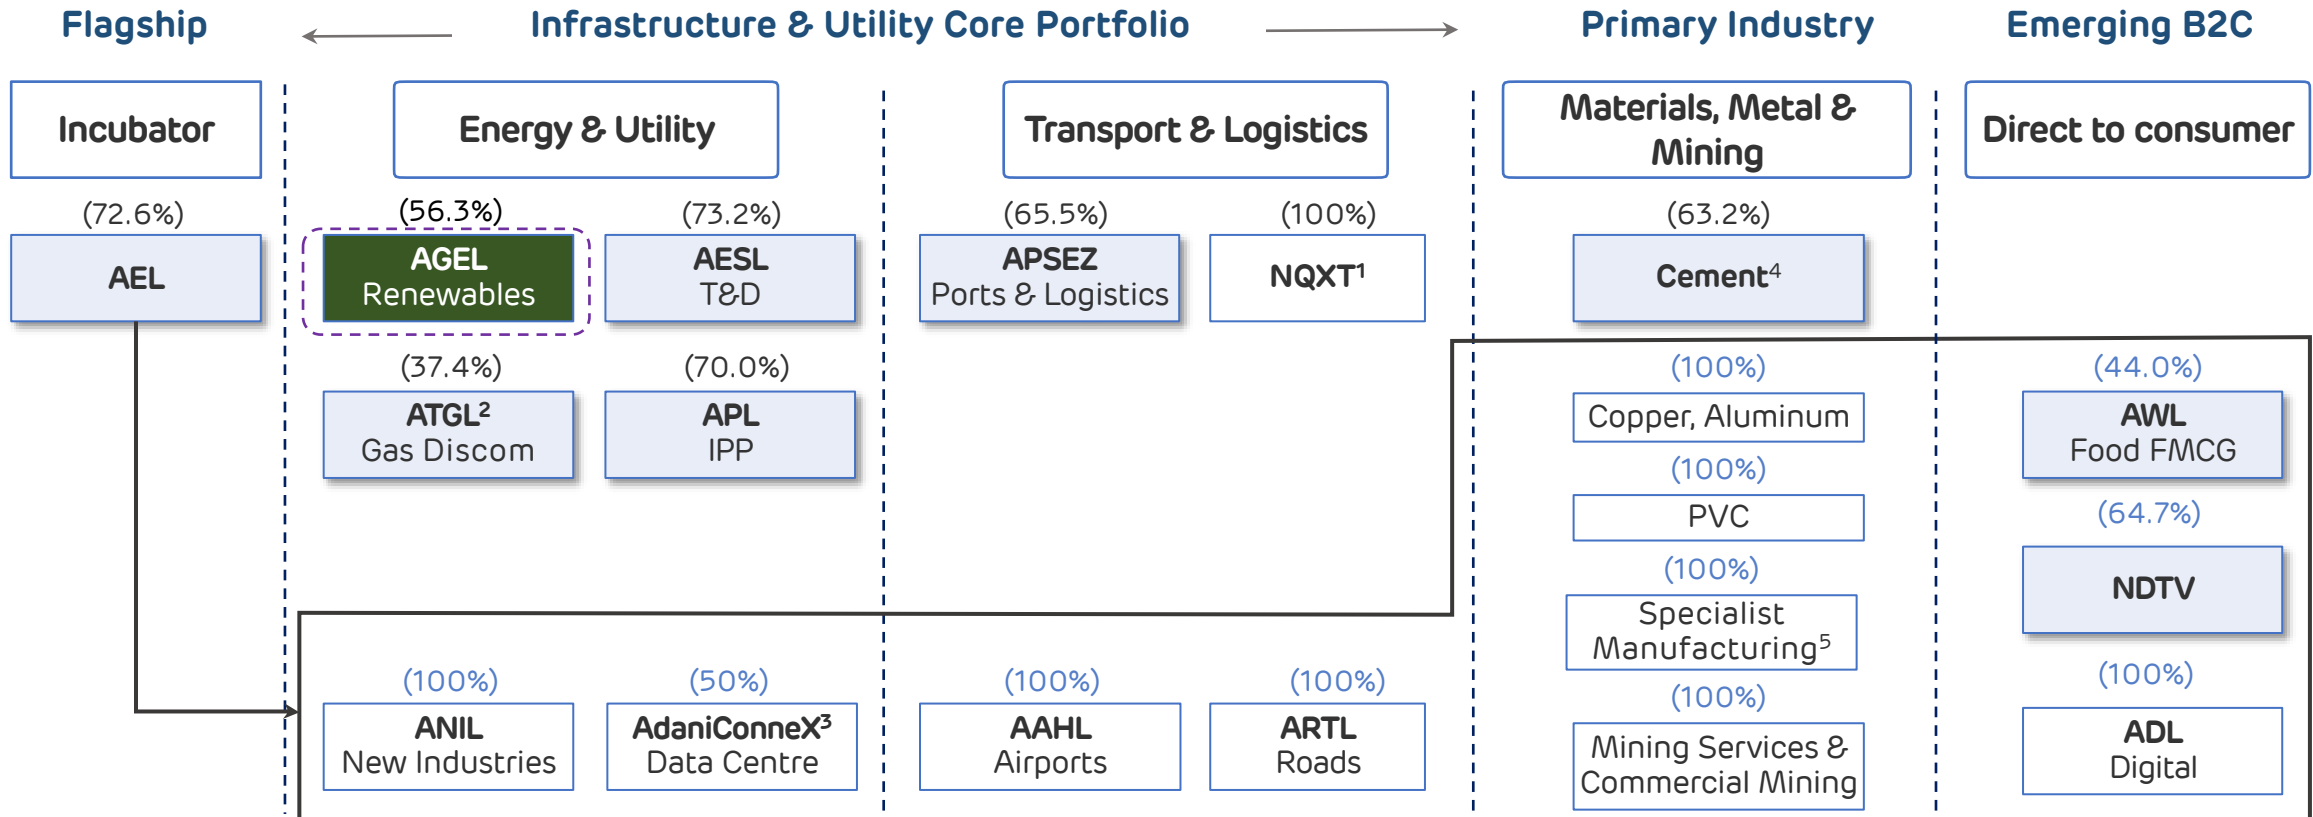 Flagship
Infrastructure & Utility Core Portfolio
Primary Industry
Emerging B2C
Incubator
Energy & Utility
Transport & Logistics
Materials, Metal &
Mining
Direct to consumer
(72.6%)
AEL
(56.3%)
AGEL
Renewables
(73.2%)
AESL
T&D
(65.5%)
APSEZ
Ports & Logistics
(100%)
NQXT¹
(63.2%)
Cement⁴
(37.4%)
ATGL²
Gas Discom
(70.0%)
APL
IPP
(100%)
Copper, Aluminum
(100%)
PVC
(100%)
Specialist
Manufacturing⁵
(100%)
Mining Services &
Commercial Mining
(44.0%)
AWL
Food FMCG
(64.7%)
NDTV
(100%)
ADL
Digital
(100%)
ANIL
New Industries
(50%)
AdaniConneX³
Data Centre
(100%)
AAHL
Airports
(100%)
ARTL
Roads